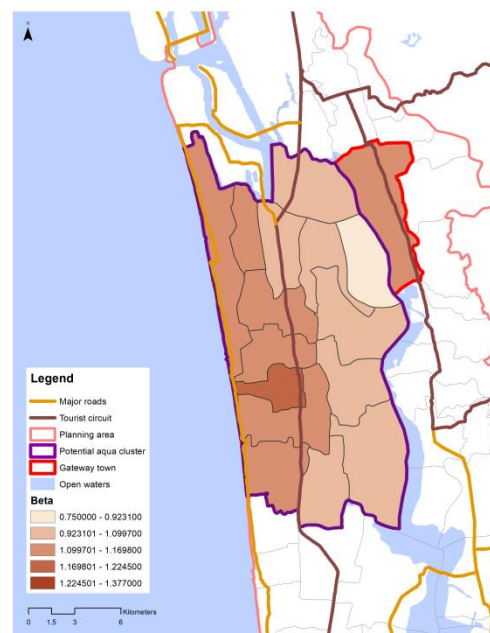 N
Legend
Major roads
Tourist circuit
Planning area
Potential aqua cluster
Gateway town
Open waters
Beta
0.750000 - 0.923100
0.923101 - 1.099700
1.099701 - 1.169800
1.169801 - 1.224500
1.224501 - 1.377000
Kilometers
0 1.5 3 6